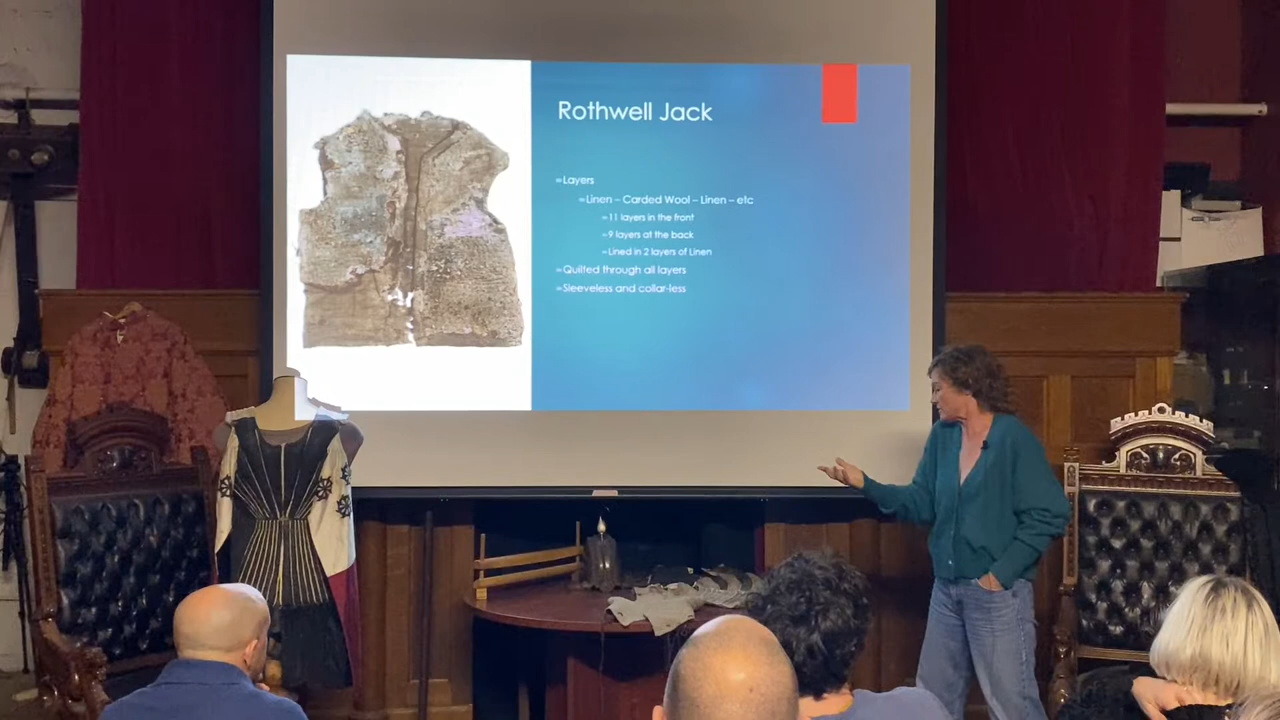 Rothwell Jack
Layers
Linen – Carded Wool – Linen – etc
11 layers in the front
9 layers at the back
Lined in 2 layers of Linen
Quilted through all layers
Sleeveless and collar-less